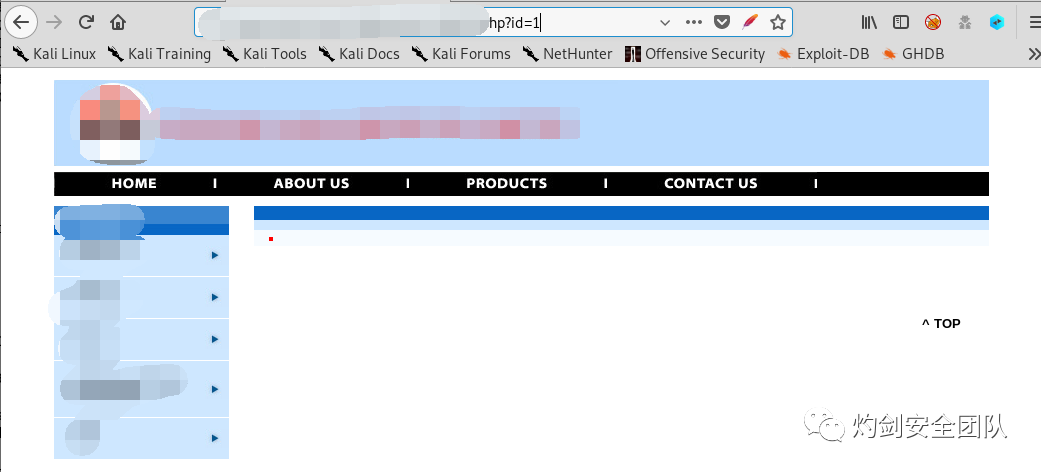 hp?id=1
Kali Linux Kali Training Kali Tools Kali Docs Kali Forums NetHunter Offensive Security Exploit-DB GHDB
HOME I ABOUT US I PRODUCTS I CONTACT US I
^ TOP
灼剑安全团队